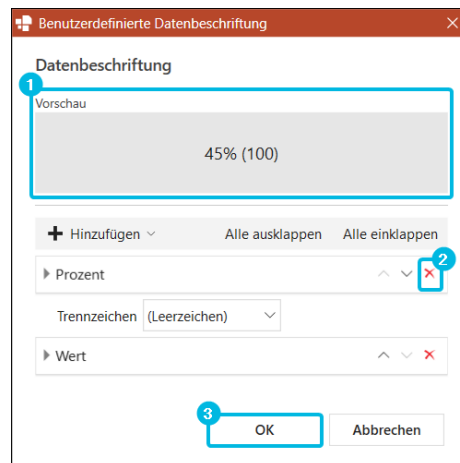 Benutzerdefinierte Datenbeschriftung
Datenbeschriftung
1
Vorschau
45% (100)
Hinzufügen Alle ausklappen Alle einklappen
2
Prozent
Trennzeichen (Leerzeichen)
Wert
3
OK Abbrechen